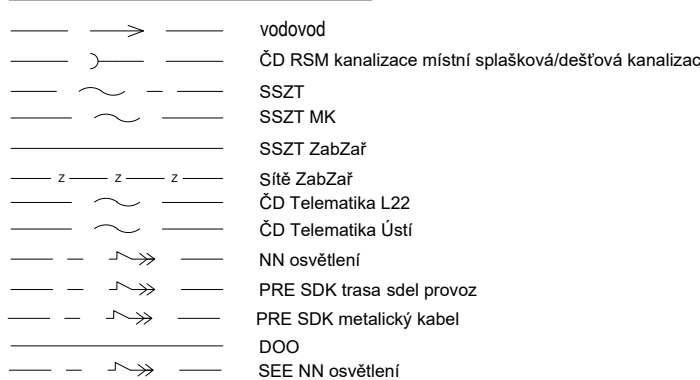 vodovod
ČD RSM kanalizace místní splašková/dešťová kanalizac
SSZT
SSZT MK
SSZT ZabZař
z z z Sítě ZabZař
ČD Telematika L22
ČD Telematika Ústí
NN osvětlení
PRE SDK trasa sdel provoz
PRE SDK metalický kabel
DOO
SEE NN osvětlení